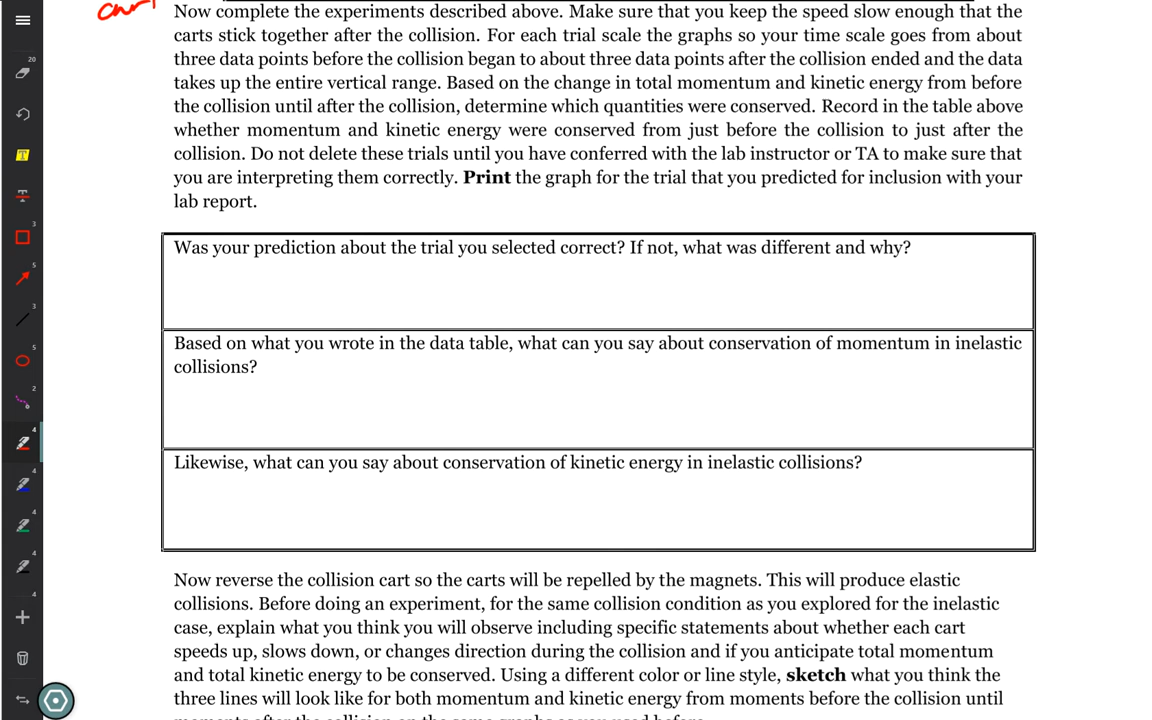 Now complete the experiments described above. Make sure that you keep the speed slow enough that the
carts stick together after the collision. For each trial scale the graphs so your time scale goes from about
three data points before the collision began to about three data points after the collision ended and the data
takes up the entire vertical range. Based on the change in total momentum and kinetic energy from before
the collision until after the collision, determine which quantities were conserved. Record in the table above
whether momentum and kinetic energy were conserved from just before the collision to just after the
collision. Do not delete these trials until you have conferred with the lab instructor or TA to make sure that
you are interpreting them correctly. Print the graph for the trial that you predicted for inclusion with your
lab report.
Was your prediction about the trial you selected correct? If not, what was different and why?
Based on what you wrote in the data table, what can you say about conservation of momentum in inelastic
collisions?
Likewise, what can you say about conservation of kinetic energy in inelastic collisions?
Now reverse the collision cart so the carts will be repelled by the magnets. This will produce elastic
collisions. Before doing an experiment, for the same collision condition as you explored for the inelastic
case, explain what you think you will observe including specific statements about whether each cart
speeds up, slows down, or changes direction during the collision and if you anticipate total momentum
and total kinetic energy to be conserved. Using a different color or line style, sketch what you think the
three lines will look like for both momentum and kinetic energy from moments before the collision until
20
T
T
3
5
3
5
2
4
4
4
4
4